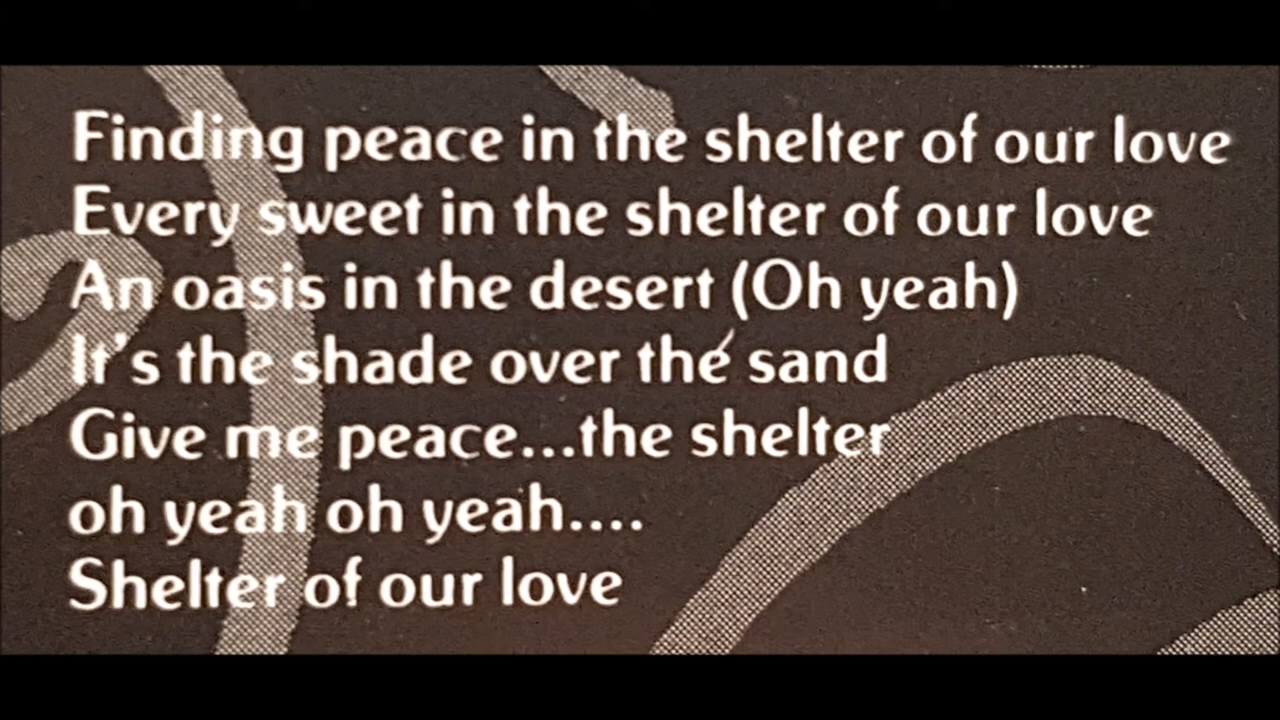 Finding peace in the shelter of our love
Every sweet in the shelter of our love
An oasis in the desert (Oh yeah)
It's the shade over the sand
Give me peace...the shelter
oh yeah oh yeah....
Shelter of our love